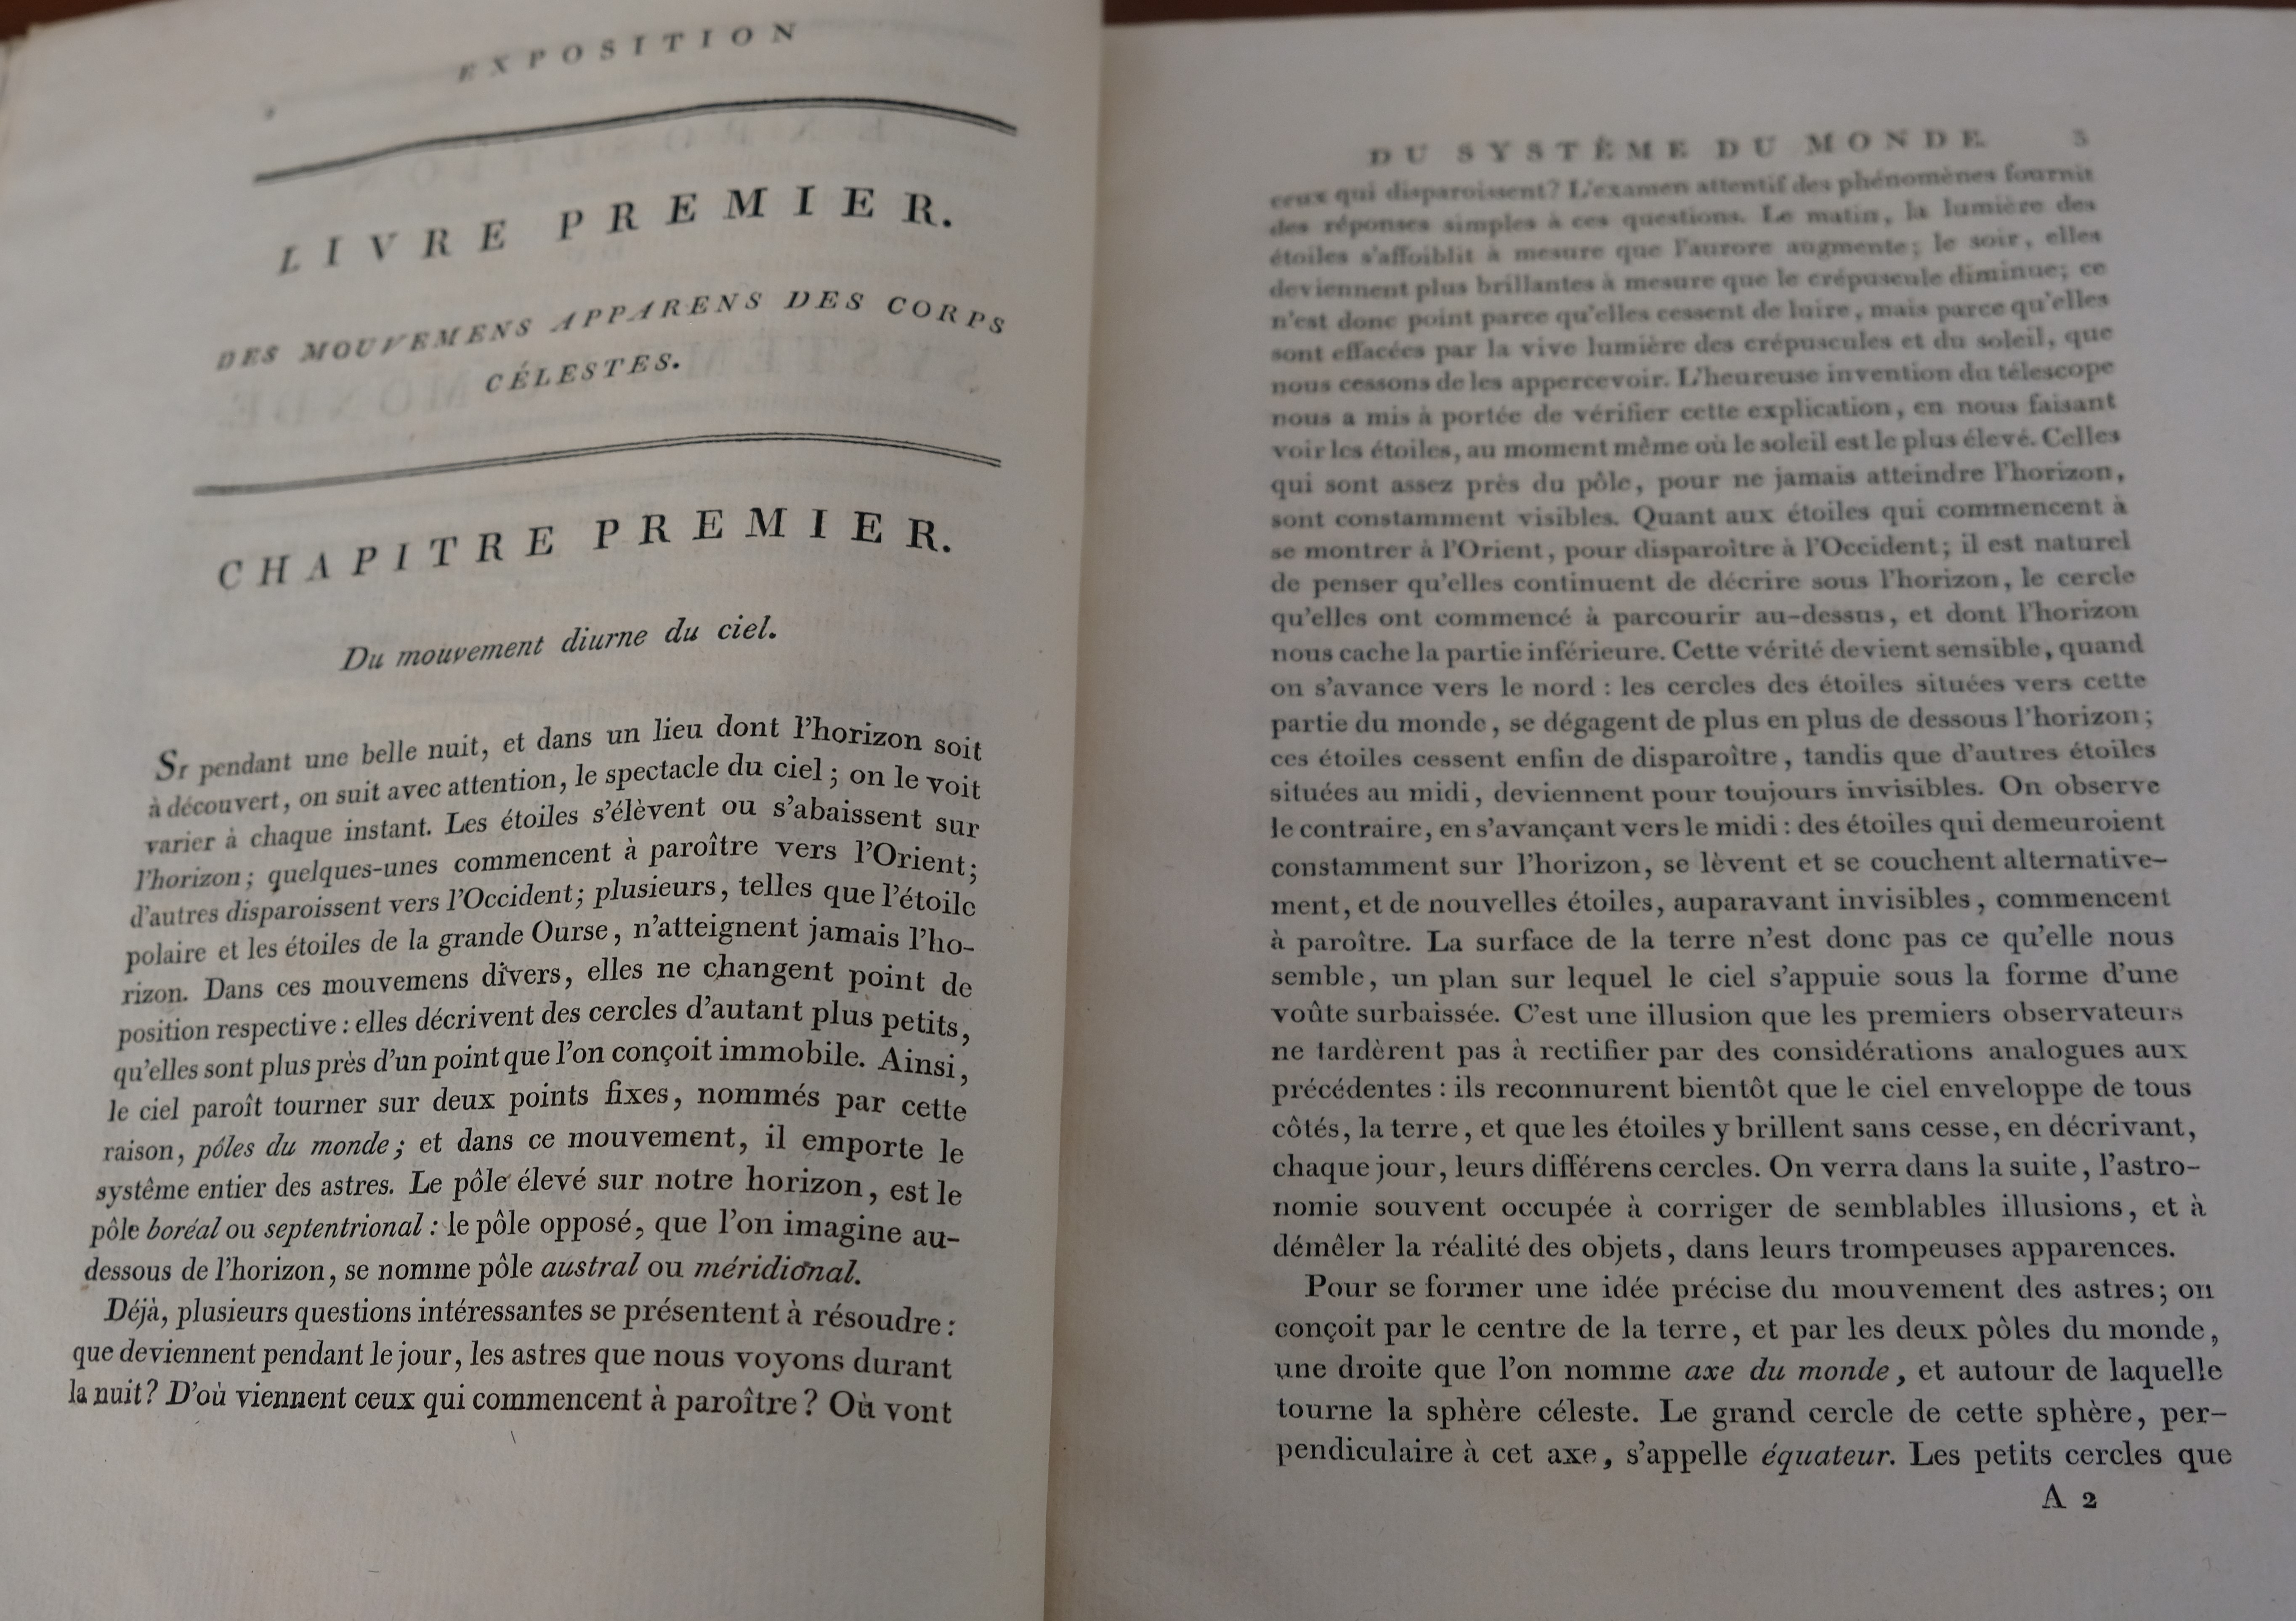 EXPOSITION
LIVRE PREMIER.
DES MOUVEMENS APPARENS DES CORPS
CÉLESTES.
CHAPITRE PREMIER.
Du mouvement diurne du ciel.
SI pendant une belle nuit, et dans un lieu dont l'horizon soit
à découvert, on suit avec attention, le spectacle du ciel; on le voit
varier à chaque instant. Les étoiles s'élèvent ou s'abaissent sur
l'horizon; quelques-unes commencent à paroître vers l'Orient;
d'autres disparoissent vers l'Occident; plusieurs, telles que l'étoile
polaire et les étoiles de la grande Ourse, n'atteignent jamais l'ho-
rizon. Dans ces mouvemens divers, elles ne changent point de
position respective : elles décrivent des cercles d'autant plus petits,
qu'elles sont plus près d'un point que l'on conçoit immobile. Ainsi,
le ciel paroît tourner sur deux points fixes, nommés par cette
raison, pôles du monde; et dans ce mouvement, il emporte le
systême entier des astres. Le pôle élevé sur notre horizon, est le
pôle boréal ou septentrional : le pôle opposé, que l'on imagine au-
dessous de l'horizon, se nomme pôle austral ou méridional.
Déjà, plusieurs questions intéressantes se présentent à résoudre :
que deviennent pendant le jour, les astres que nous voyons durant
la nuit? D'où viennent ceux qui commencent à paroître? Où vont
DU SYSTÊME DU MONDE 3
ceux qui disparoissent? L'examen attentif des phénomènes fournit
des réponses simples à ces questions. Le matin, la lumière des
étoiles s'affoiblit à mesure que l'aurore augmente; le soir, elles
deviennent plus brillantes à mesure que le crépuscule diminue; ce
n'est donc point parce qu'elles cessent de luire, mais parce qu'elles
sont effacées par la vive lumière des crépuscules et du soleil, que
nous cessons de les appercevoir. L'heureuse invention du télescope
nous a mis à portée de vérifier cette explication, en nous faisant
voir les étoiles, au moment même où le soleil est le plus élevé. Celles
qui sont assez près du pôle, pour ne jamais atteindre l'horizon,
sont constamment visibles. Quant aux étoiles qui commencent à
se montrer à l'Orient, pour disparoître à l'Occident; il est naturel
de penser qu'elles continuent de décrire sous l'horizon, le cercle
qu'elles ont commencé à parcourir au-dessus, et dont l'horizon
nous cache la partie inférieure. Cette vérité devient sensible, quand
on s'avance vers le nord : les cercles des étoiles situées vers cette
partie du monde, se dégagent de plus en plus de dessous l'horizon;
ces étoiles cessent enfin de disparoître, tandis que d'autres étoiles
situées au midi, deviennent pour toujours invisibles. On observe
le contraire, en s'avançant vers le midi : des étoiles qui demeuroient
constamment sur l'horizon, se lèvent et se couchent alternative-
ment, et de nouvelles étoiles, auparavant invisibles, commencent
à paroître. La surface de la terre n'est donc pas ce qu'elle nous
semble, un plan sur lequel le ciel s'appuie sous la forme d'une
voûte surbaissée. C'est une illusion que les premiers observateurs
ne tardèrent pas à rectifier par des considérations analogues aux
précédentes : ils reconnurent bientôt que le ciel enveloppe de tous
côtés, la terre, et que les étoiles y brillent sans cesse, en décrivant,
chaque jour, leurs différens cercles. On verra dans la suite, l'astro-
nomie souvent occupée à corriger de semblables illusions, et à
démêler la réalité des objets, dans leurs trompeuses apparences.
Pour se former une idée précise du mouvement des astres; on
conçoit par le centre de la terre, et par les deux pôles du monde,
une droite que l'on nomme axe du monde, et autour de laquelle
tourne la sphère céleste. Le grand cercle de cette sphère, per-
pendiculaire à cet axe, s'appelle équateur. Les petits cercles que
A 2